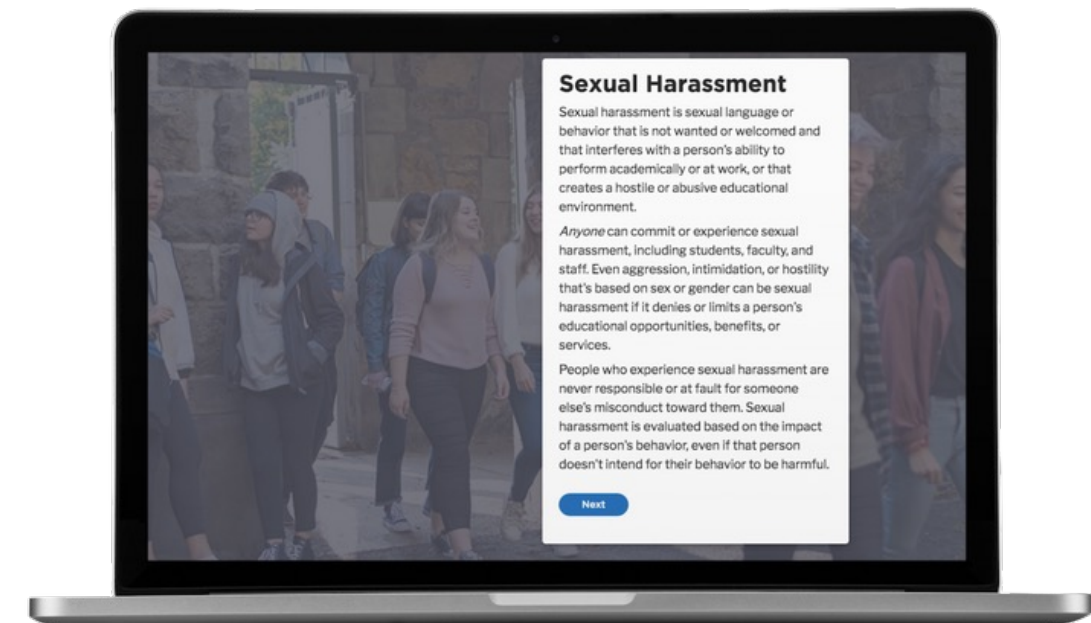 Sexual Harassment
Sexual harassment is sexual language or
behavior that is not wanted or welcomed and
that interferes with a person's ability to
perform academically or at work, or that
creates a hostile or abusive educational
environment.
Anyone can commit or experience sexual
harassment, including students, faculty, and
staff. Even aggression, intimidation, or hostility
that's based on sex or gender can be sexual
harassment if it denies or limits a person's
educational opportunities, benefits, or
services.
People who experience sexual harassment are
never responsible or at fault for someone
else's misconduct toward them. Sexual
harassment is evaluated based on the impact
of a person's behavior, even if that person
doesn't intend for their behavior to be harmful.
Next